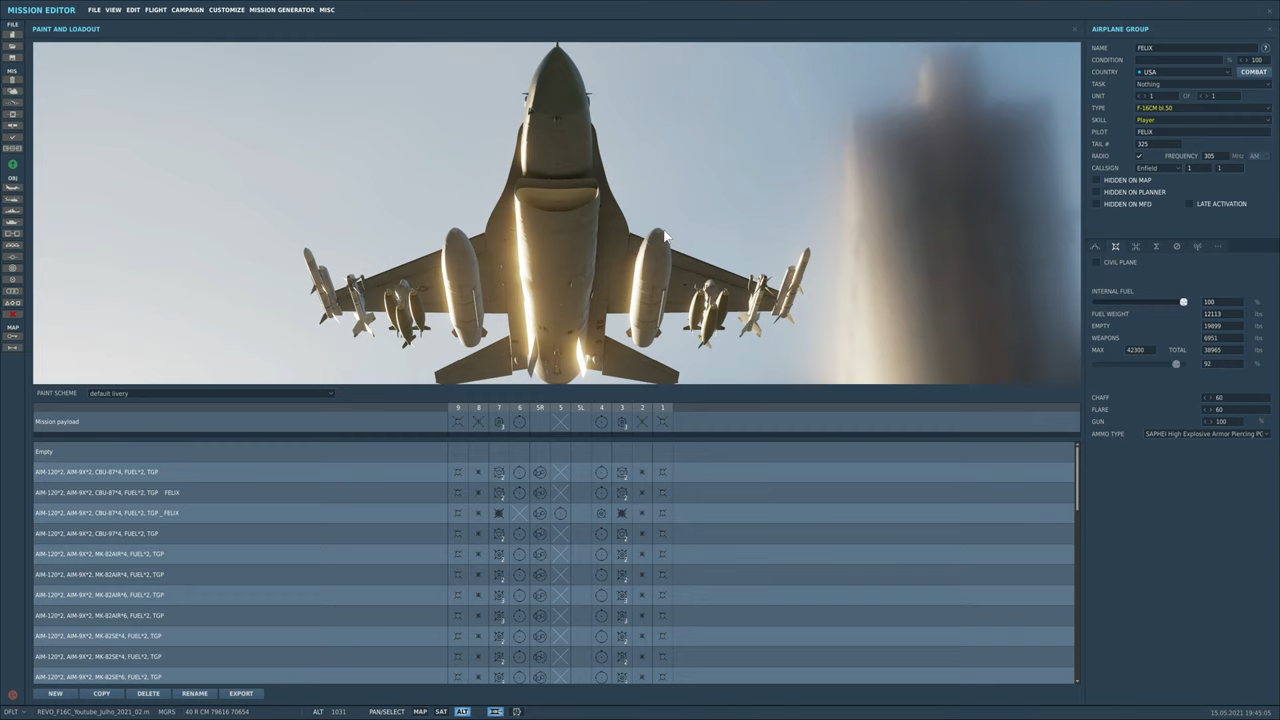 MISSION EDITOR FILE VIEW EDIT FLIGHT CAMPAIGN CUSTOMIZE MISSION GENERATOR MISC
FILE
MIS
OBJ
MAP
PAINT AND LOADOUT
PAINT SCHEME default livery
9 8 7 6 5R 5 5L 4 3 2 1
Mission payload
Empty
AIM-120*2, AIM-9X*2, CBU-87*4, FUEL*2, TGP
AIM-120*2, AIM-9X*2, CBU-87*4, FUEL*2, TGP FELIX
AIM-120*2, AIM-9X*2, CBU-87*4, FUEL*2, TGP_FELIX
AIM-120*2, AIM-9X*2, CBU-97*4, FUEL*2, TGP
AIM-120*2, AIM-9X*2, MK-82AIR*4, FUEL*2, TGP
AIM-120*2, AIM-9X*2, MK-82AIR*4, FUEL*2, TGP
AIM-120*2, AIM-9X*2, MK-82AIR*6, FUEL*2, TGP
AIM-120*2, AIM-9X*2, MK-82AIR*6, FUEL*2, TGP
AIM-120*2, AIM-9X*2, MK-82SE*4, FUEL*2, TGP
AIM-120*2, AIM-9X*2, MK-82SE*4, FUEL*2, TGP
AIM-120*2, AIM-9X*2, MK-82SE*6, FUEL*2, TGP
NEW COPY DELETE RENAME EXPORT
AIRPLANE GROUP
NAME FELIX ?
CONDITION % 100
COUNTRY USA COMBAT
TASK Nothing
UNIT 1 OF 1
TYPE F-16CM bl.50
SKILL Player
PILOT FELIX
TAIL # 325
RADIO FREQUENCY 305 MHz AM
CALLSIGN Enfield 1 1
HIDDEN ON MAP
HIDDEN ON PLANNER
HIDDEN ON MFD LATE ACTIVATION
CIVIL PLANE
INTERNAL FUEL
100 %
FUEL WEIGHT 12113 lbs
EMPTY 19899 lbs
WEAPONS 6951 lbs
MAX 42300 TOTAL 38965 lbs
92 %
CHAFF 60
FLARE 60
GUN 100 %
AMMO TYPE SAPHEI High Explosive Armor Piercing PG
DFLT REVO_F16C_Youtube_Julho_2021_02.m MGRS 40 R CM 79616 70654 ALT 1031 PAN/SELECT MAP SAT ALT 15.05.2021 19:45:05